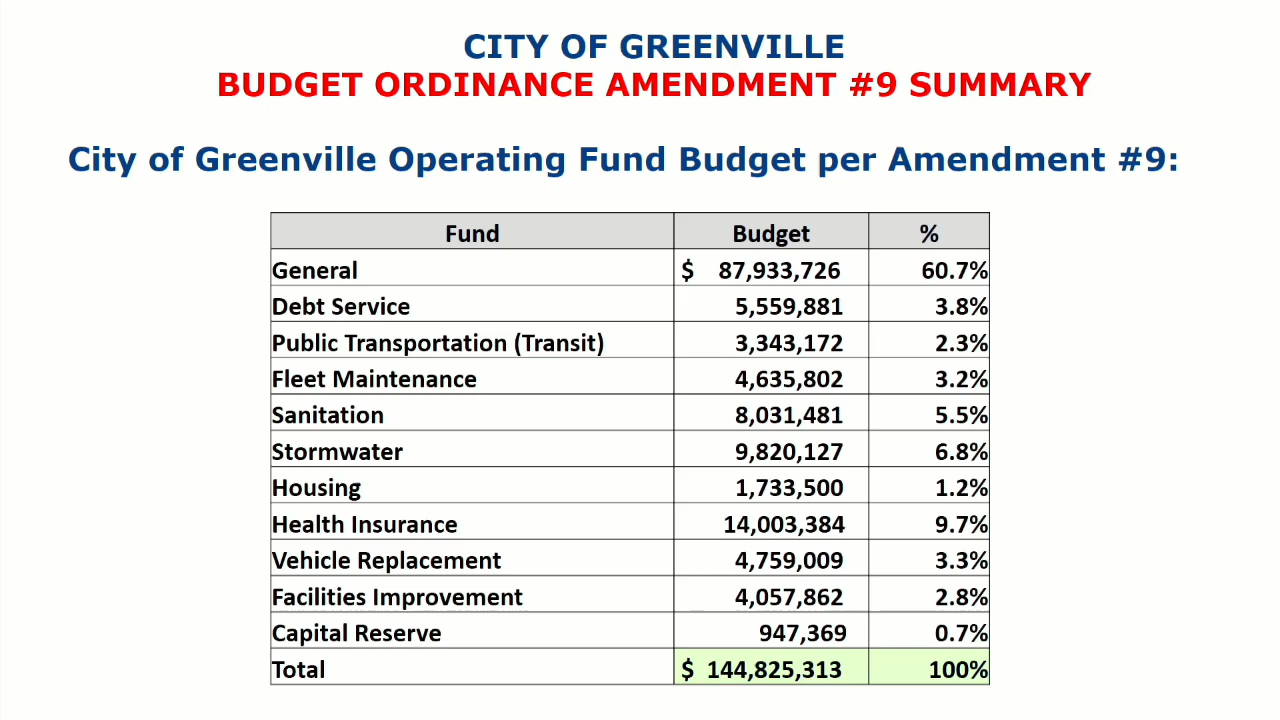 CITY OF GREENVILLE
BUDGET ORDINANCE AMENDMENT #9 SUMMARY
City of Greenville Operating Fund Budget per Amendment #9:
Fund Budget %
General $ 87,933,726 60.7%
Debt Service 5,559,881 3.8%
Public Transportation (Transit) 3,343,172 2.3%
Fleet Maintenance 4,635,802 3.2%
Sanitation 8,031,481 5.5%
Stormwater 9,820,127 6.8%
Housing 1,733,500 1.2%
Health Insurance 14,003,384 9.7%
Vehicle Replacement 4,759,009 3.3%
Facilities Improvement 4,057,862 2.8%
Capital Reserve 947,369 0.7%
Total $ 144,825,313 100%